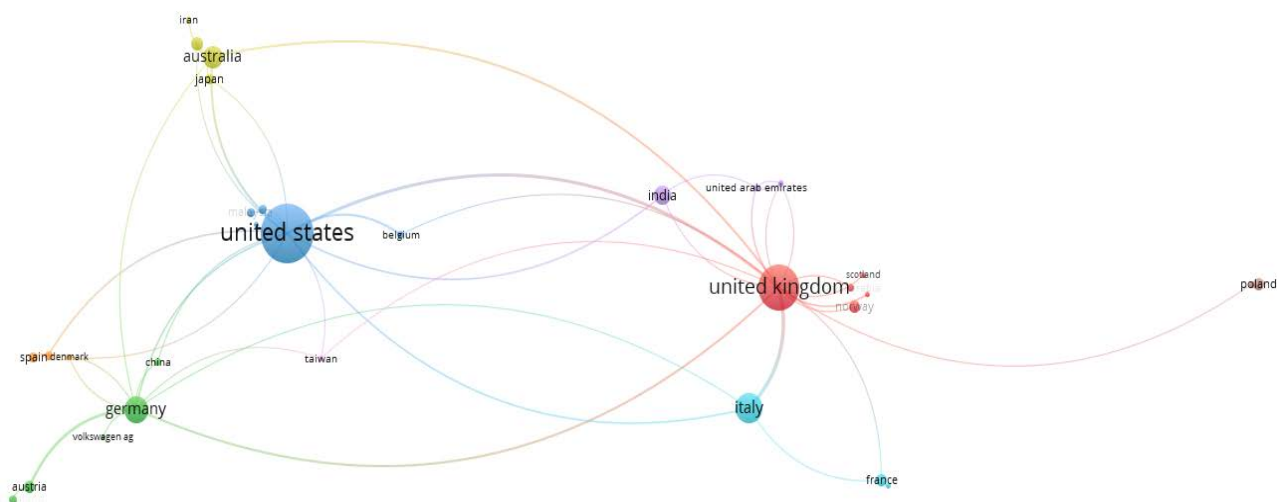 iran
australia
japan
india
united arab emirates
united states
belgium
scotland
united kingdom
norway
poland
spain
denmark
china
taiwan
germany
italy
volkswagen ag
france
austria